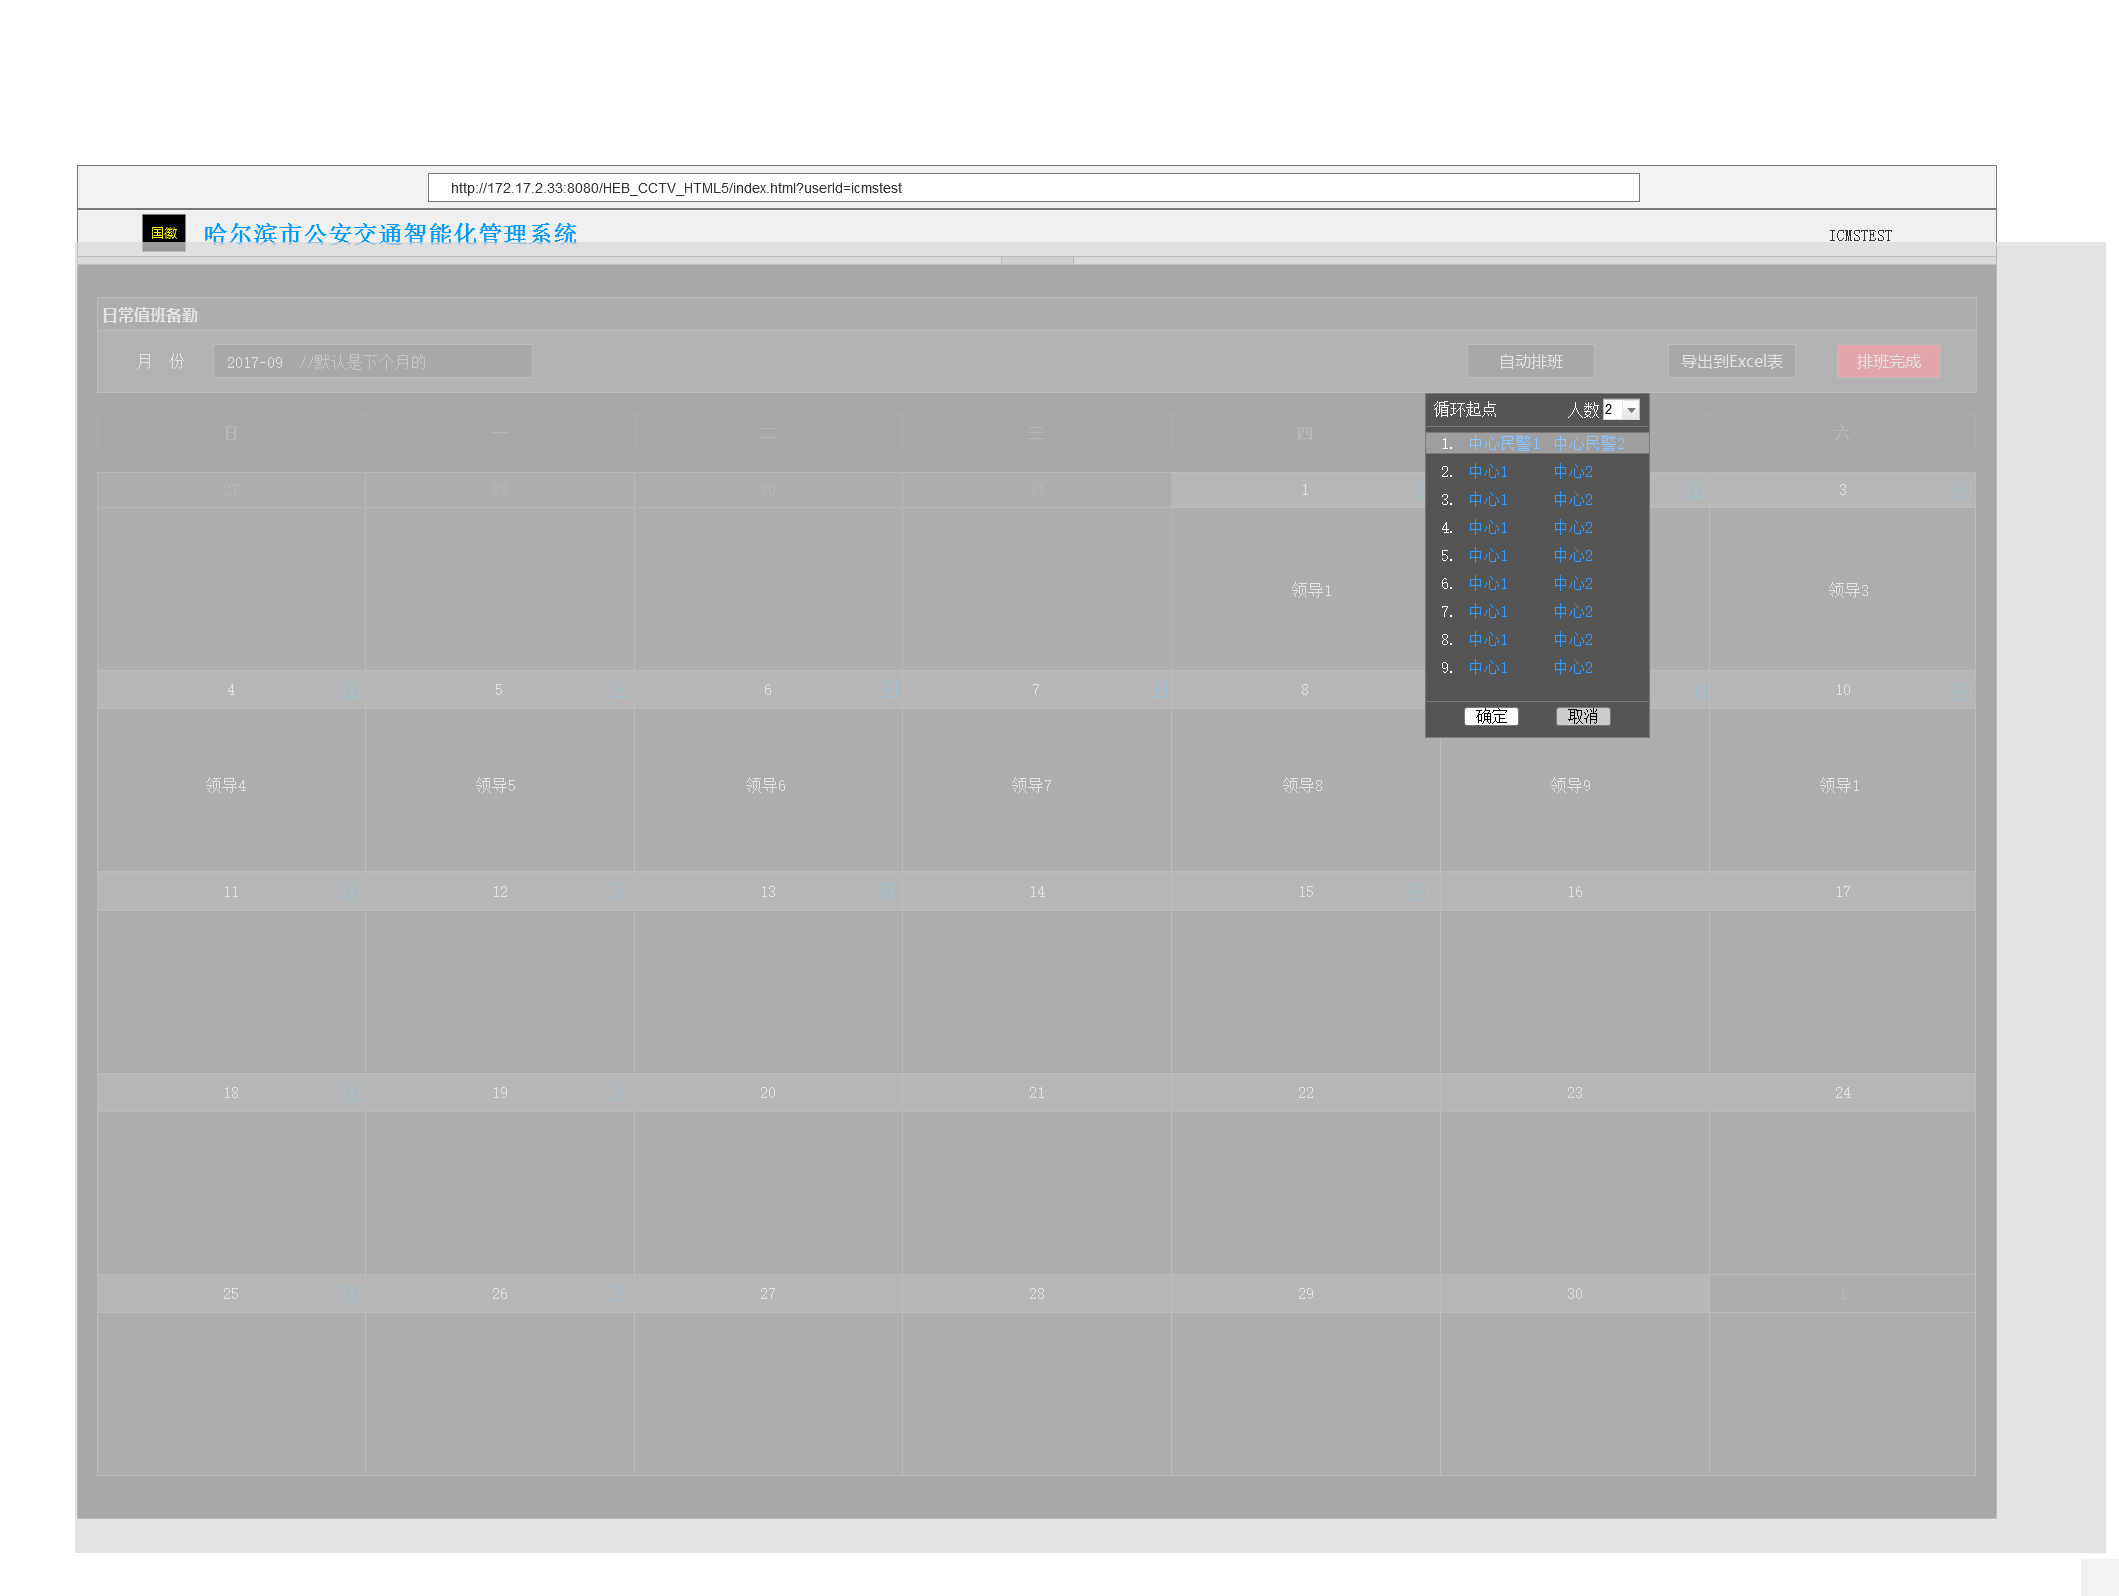 http://172.17.2.33:8080/HEB_CCTV_HTML5/index.html?userId=icmstest
国徽 哈尔滨市公安交通智能化管理系统 ICMSTEST
日常值班备勤
月 份 2017-09 //默认是下个月的 自动排班 导出到Excel表 排班完成
循环起点 人数 2
日 一 二 三 四 六
1. 中心民警1 中心民警2
2. 中心1 中心2
3. 中心1 中心2
4. 中心1 中心2
5. 中心1 中心2
6. 中心1 中心2
7. 中心1 中心2
8. 中心1 中心2
9. 中心1 中心2
确定 取消
27 28 30 31 1 3
领导1 领导3
4 5 6 7 8 10
领导4 领导5 领导6 领导7 领导8 领导9 领导1
11 12 13 14 15 16 17
18 19 20 21 22 23 24
25 26 27 28 29 30 1